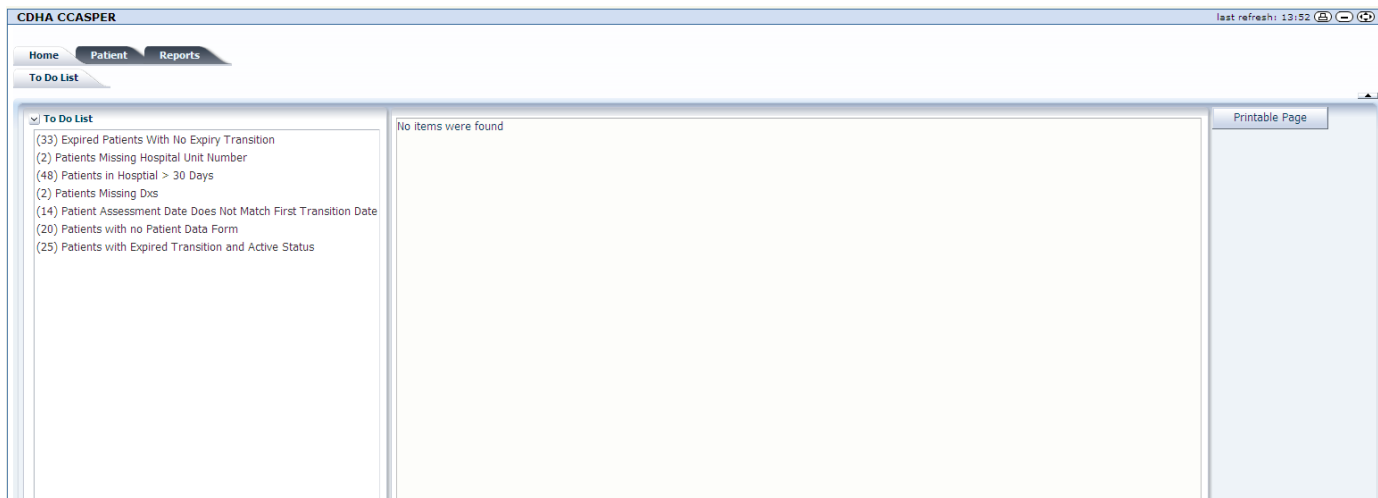 CDHA CCASPER
last refresh: 13:52
Home Patient Reports
To Do List
To Do List
(33) Expired Patients With No Expiry Transition
(2) Patients Missing Hospital Unit Number
(48) Patients in Hosptial > 30 Days
(2) Patients Missing Dxs
(14) Patient Assessment Date Does Not Match First Transition Date
(20) Patients with no Patient Data Form
(25) Patients with Expired Transition and Active Status
No items were found
Printable Page